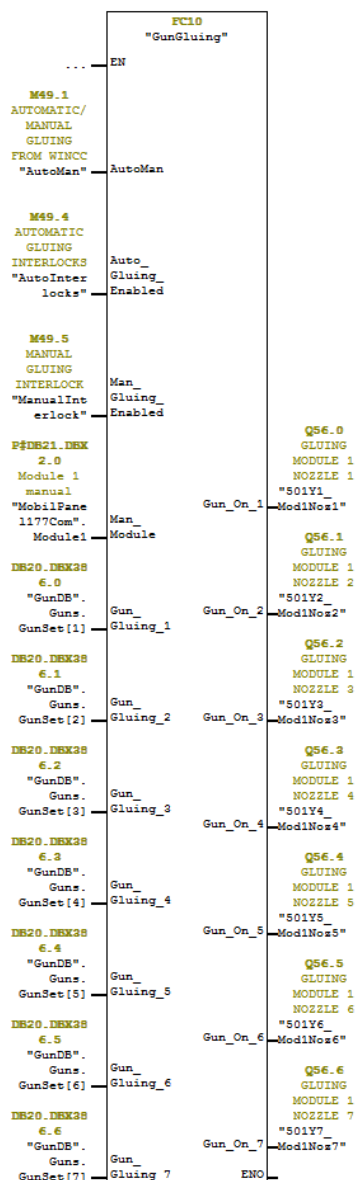 FC10
"GunGluing"
... EN
M49.1
AUTOMATIC/
MANUAL
GLUING
FROM WINCC
"AutoMan" AutoMan
M49.4
AUTOMATIC
GLUING
INTERLOCKS
"AutoInter
locks"
Auto_
Gluing_
Enabled
M49.5
MANUAL
GLUING
INTERLOCK
"ManualInt
erlock"
Man_
Gluing_
Enabled
P#DB21.DBX
2.0
Module 1
manual
"MobilPane
l177Com".
Module1
Man_
Module
DB20.DBX38
6.0
"GunDB".
Guns.
GunSet[1]
Gun_
Gluing_1
DB20.DBX38
6.1
"GunDB".
Guns.
GunSet[2]
Gun_
Gluing_2
DB20.DBX38
6.2
"GunDB".
Guns.
GunSet[3]
Gun_
Gluing_3
DB20.DBX38
6.3
"GunDB".
Guns.
GunSet[4]
Gun_
Gluing_4
DB20.DBX38
6.4
"GunDB".
Guns.
GunSet[5]
Gun_
Gluing_5
DB20.DBX38
6.5
"GunDB".
Guns.
GunSet[6]
Gun_
Gluing_6
DB20.DBX38
6.6
"GunDB".
Guns.
GunSet[7]
Gun_
Gluing_7
Q56.0
GLUING
MODULE 1
NOZZLE 1
"501Y1_
Gun_On_1 Mod1Noz1"
Q56.1
GLUING
MODULE 1
NOZZLE 2
"501Y2_
Gun_On_2 Mod1Noz2"
Q56.2
GLUING
MODULE 1
NOZZLE 3
"501Y3_
Gun_On_3 Mod1Noz3"
Q56.3
GLUING
MODULE 1
NOZZLE 4
"501Y4_
Gun_On_4 Mod1Noz4"
Q56.4
GLUING
MODULE 1
NOZZLE 5
"501Y5_
Gun_On_5 Mod1Noz5"
Q56.5
GLUING
MODULE 1
NOZZLE 6
"501Y6_
Gun_On_6 Mod1Noz6"
Q56.6
GLUING
MODULE 1
NOZZLE 7
"501Y7_
Gun_On_7 Mod1Noz7"
ENO